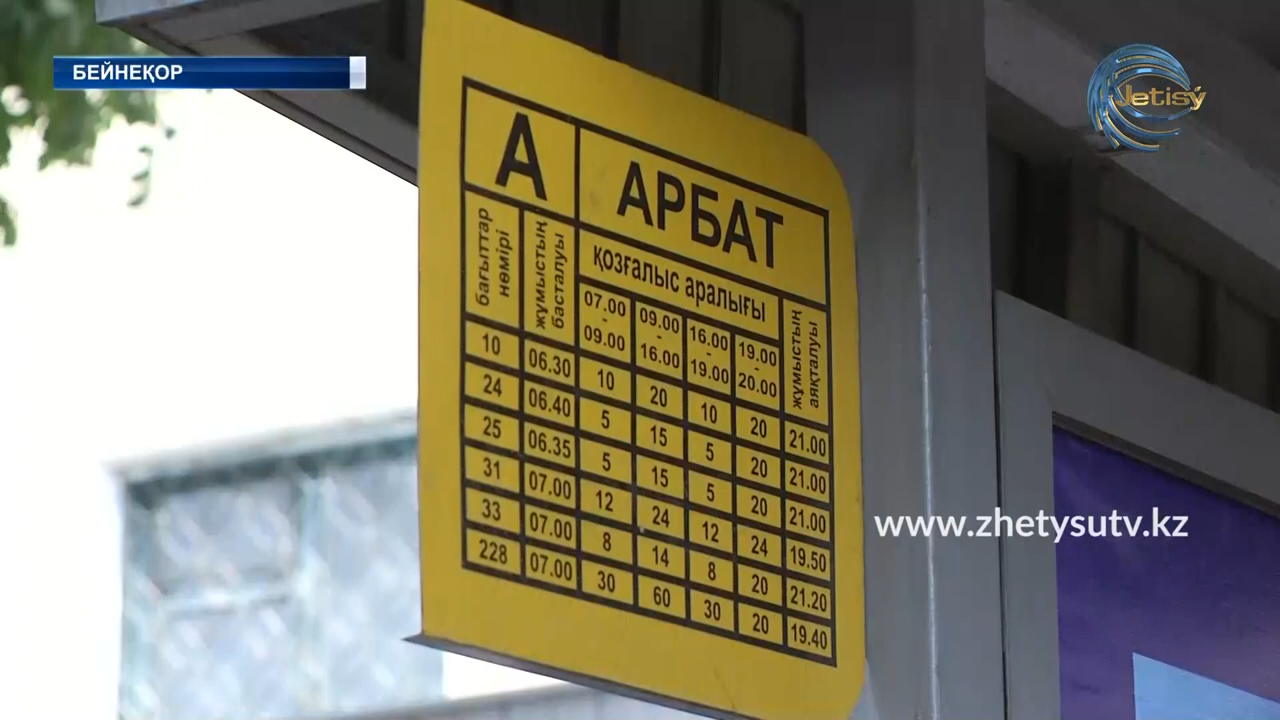 БЕЙНЕҚОР
Jetisý
А АРБАТ
бағыттар нөмірі
жұмыстың басталуы
қозғалыс аралығы
07.00 - 09.00
09.00 - 16.00
16.00 - 19.00
19.00 - 20.00
жұмыстың аяқталуы
10 06.30 10 20 10 20 21.00
24 06.40 5 15 5 20 21.00
25 06.35 5 15 5 20 21.00
31 07.00 12 24 12 24 19.50
33 07.00 8 14 8 20 21.20
228 07.00 30 60 30 20 19.40
www.zhetysutv.kz